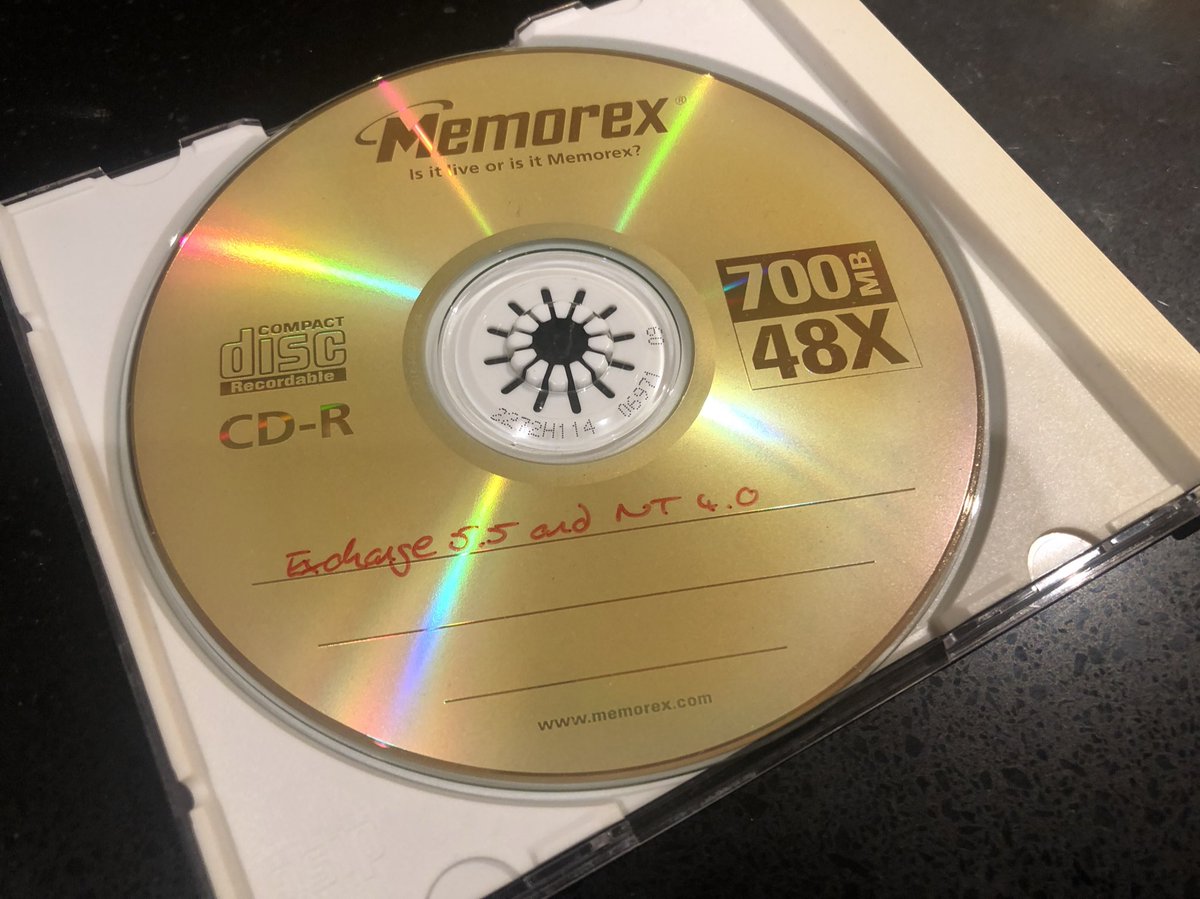 Memorex®
Is it live or is it Memorex?
700 MB
48X
COMPACT
disc
Recordable
CD-R
2272H114 06971 09
Exchange 5.5 and NT 4.0
www.memorex.com